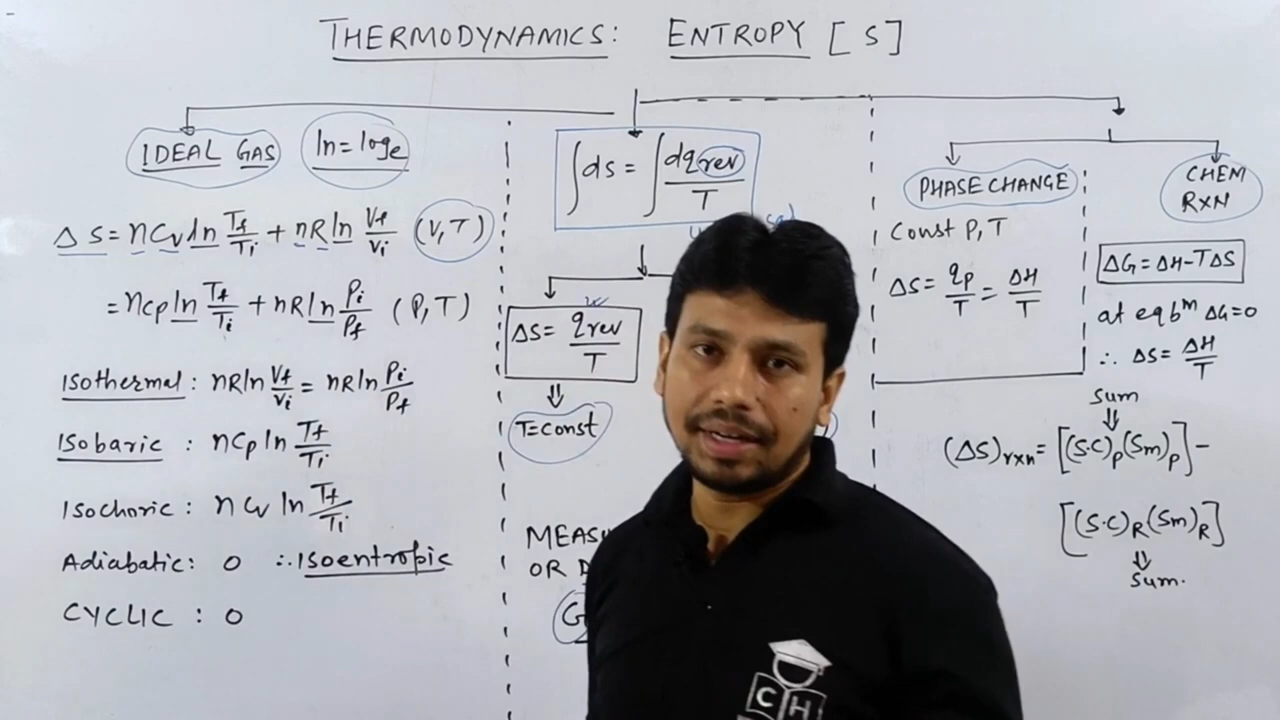 THERMODYNAMICS: ENTROPY [S]
IDEAL GAS
ln = logₑ
ΔS = nCv ln Tf/Ti + nR ln Vf/Vi (V,T)
= nCp ln Tf/Ti + nR ln Pi/Pf (P,T)
Isothermal: nR ln Vf/Vi = nR ln Pi/Pf
Isobaric : nCp ln Tf/Ti
Isochoric: nCv ln Tf/Ti
Adiabatic: 0 ∴ Isoentropic
CYCLIC : 0
∫ds = ∫dqrev/T
ΔS = qrev/T
⇓
T=const
OR
PHASE CHANGE
Const P, T
ΔS = qp/T = ΔH/T
CHEM
RXN
ΔG = ΔH-TΔS
at eqbᵐ ΔG=0
∴ ΔS = ΔH/T
Sum
⇓
(ΔS)rxn = [(S.C)P(Sm)P] -
[(S.C)R(Sm)R]
⇓
Sum.
C H